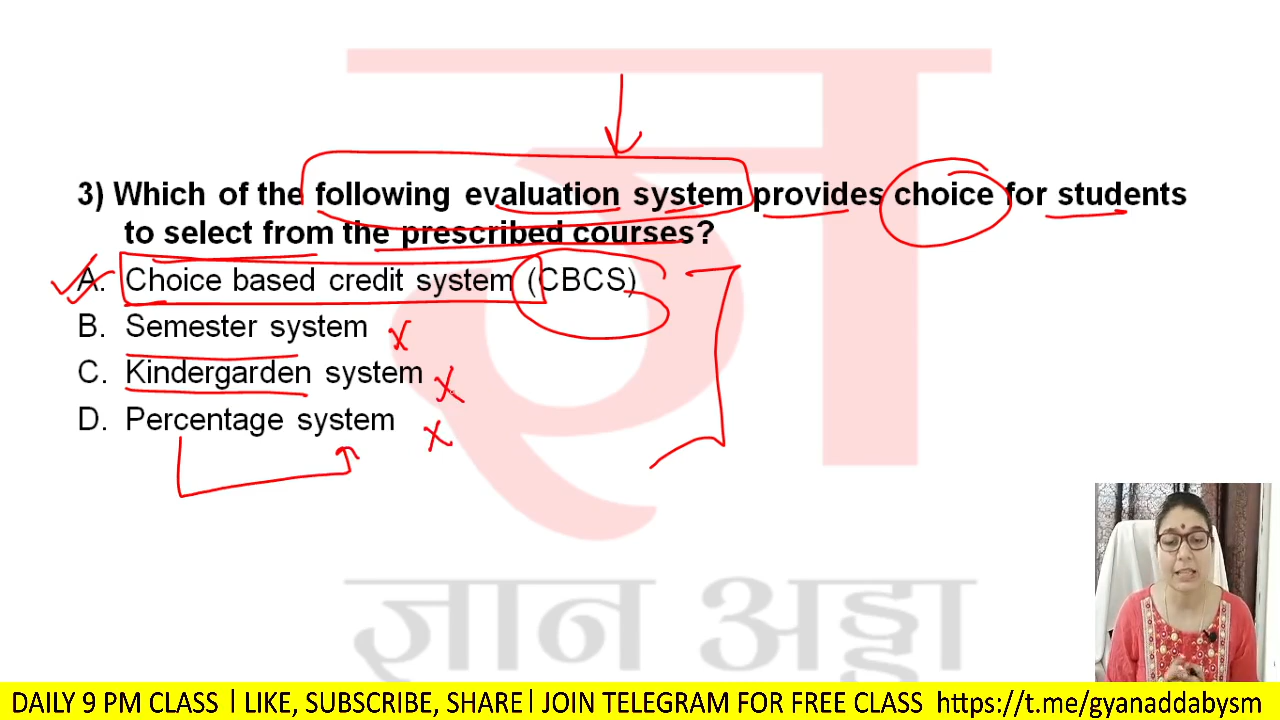 3) Which of the following evaluation system provides choice for students
to select from the prescribed courses?
A. Choice based credit system (CBCS)
B. Semester system
C. Kindergarden system
D. Percentage system
ज्ञान अड्डा
DAILY 9 PM CLASS | LIKE, SUBSCRIBE, SHARE| JOIN TELEGRAM FOR FREE CLASS https://t.me/gyanaddabysm